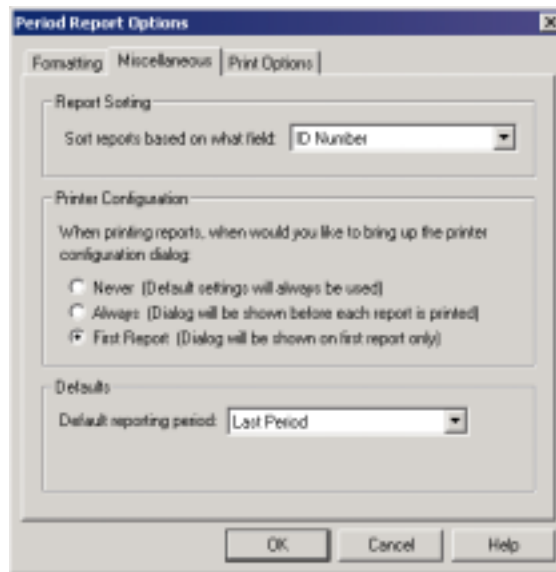 Period Report Options
Formatting Miscellaneous Print Options
Report Sorting
Sort reports based on what field: ID Number
Printer Configuration
When printing reports, when would you like to bring up the printer
configuration dialog:
Never (Default settings will always be used)
Always (Dialog will be shown before each report is printed)
First Report (Dialog will be shown on first report only)
Defaults
Default reporting period: Last Period
OK Cancel Help